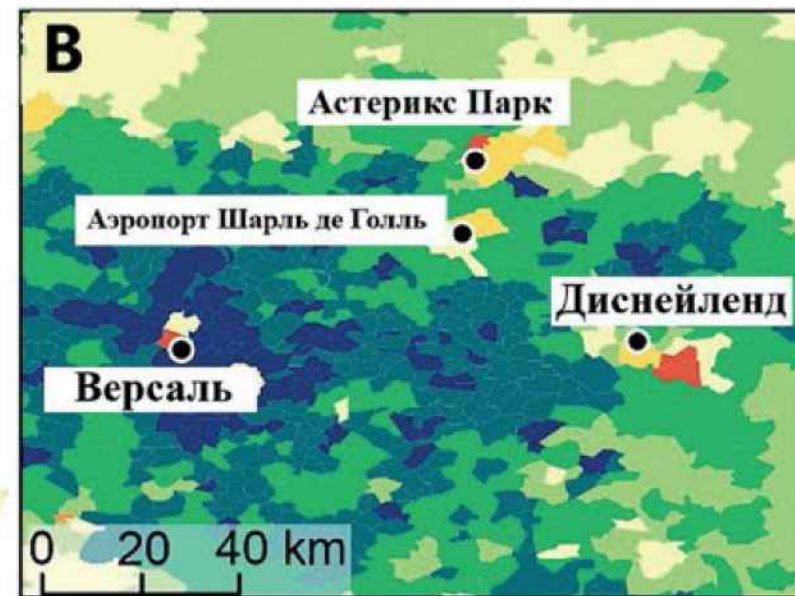 B
Астерикс Парк
Аэропорт Шарль де Голль
Диснейленд
Версаль
0 20 40 km